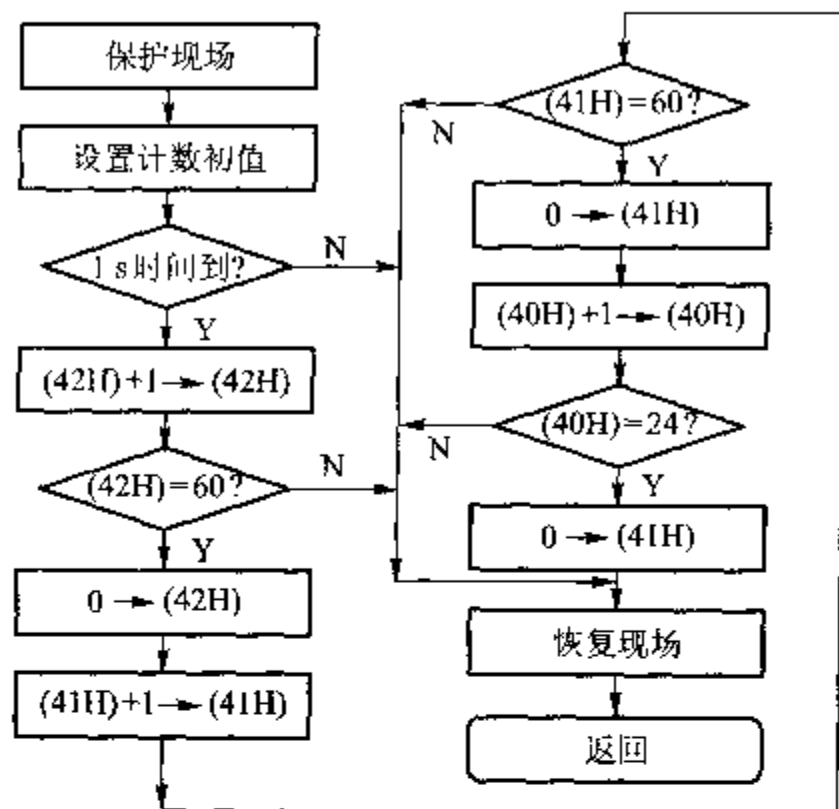 保护现场
设置计数初值
1 s时间到?
N
Y
(42H)+1→(42H)
(42H)=60?
N
Y
0→(42H)
(41H)+1→(41H)
(41H)=60?
N
Y
0→(41H)
(40H)+1→(40H)
(40H)=24?
N
Y
0→(41H)
恢复现场
返回